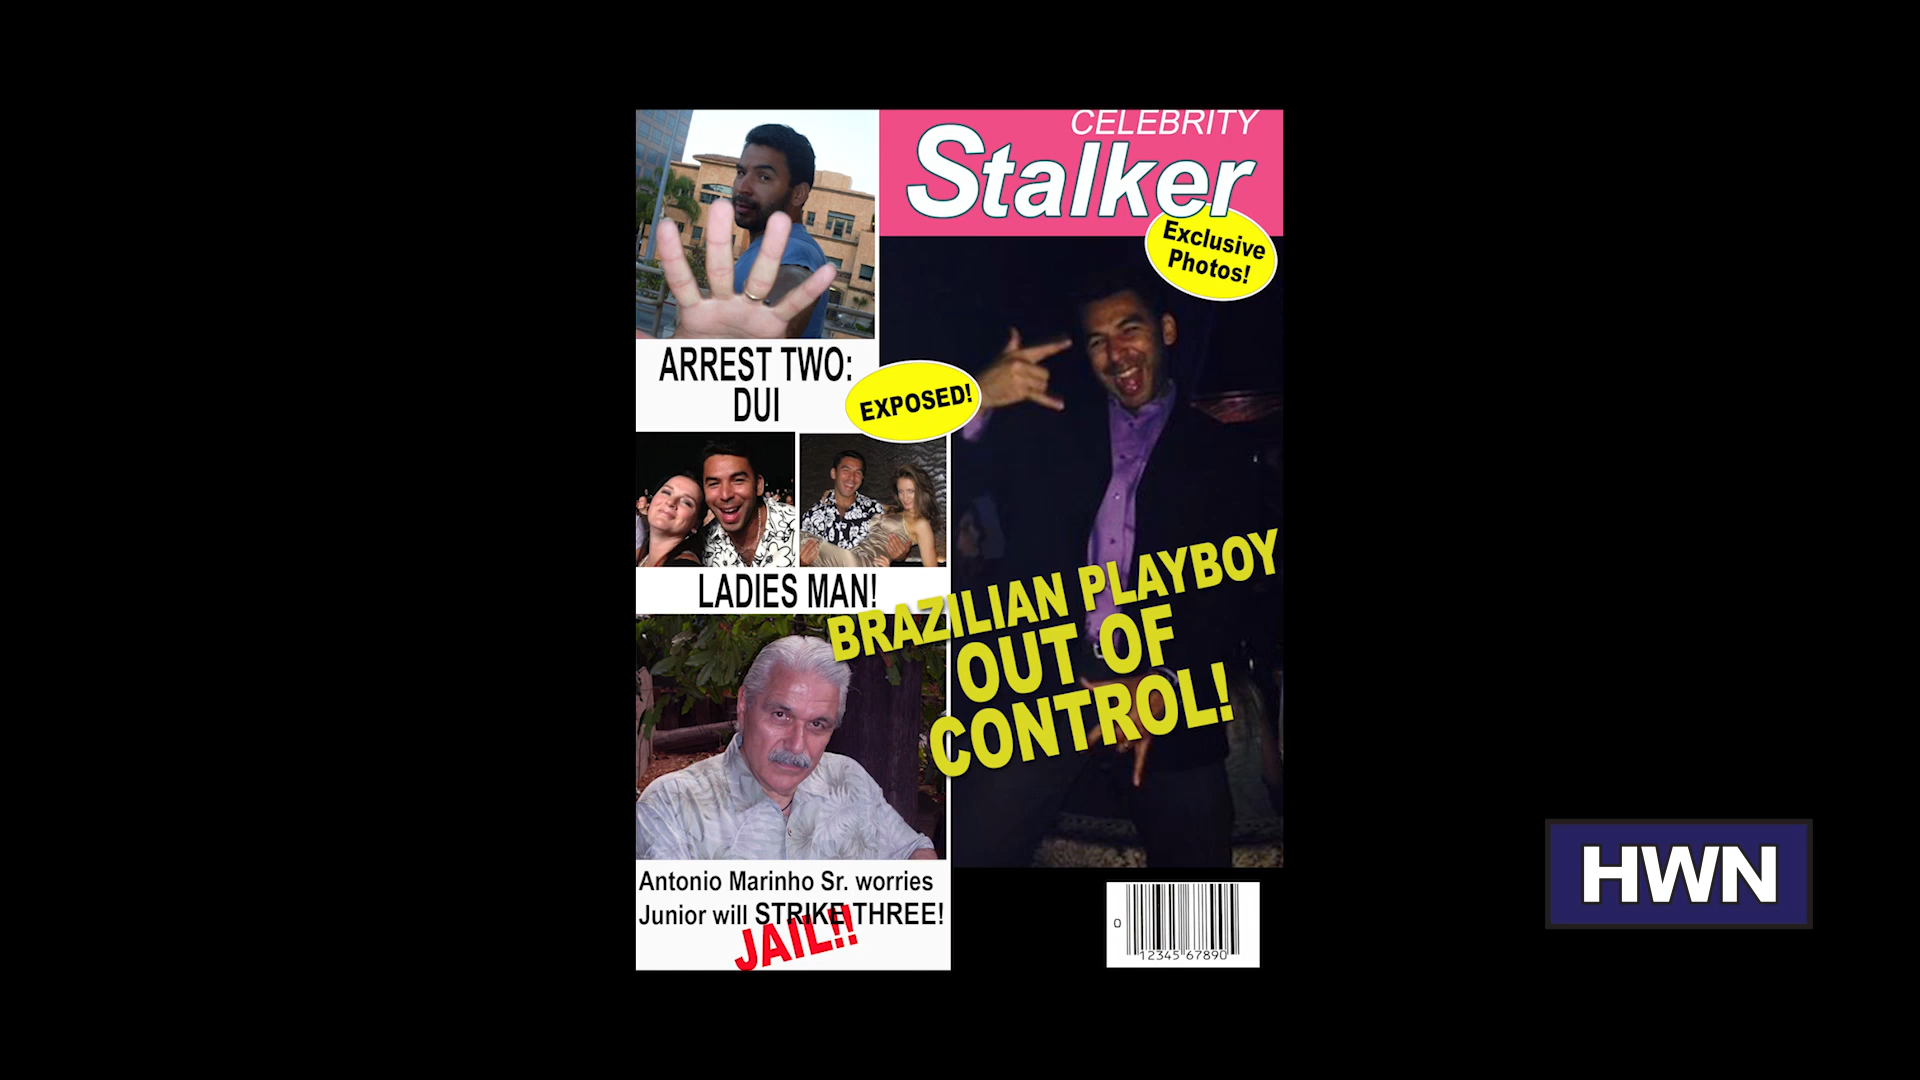 CELEBRITY
Stalker
Exclusive
Photos!
ARREST TWO:
DUI
EXPOSED!
LADIES MAN!
BRAZILIAN PLAYBOY
OUT OF
CONTROL!
Antonio Marinho Sr. worries
Junior will STRIKE THREE!
JAIL!!
0 12345 67890
HWN